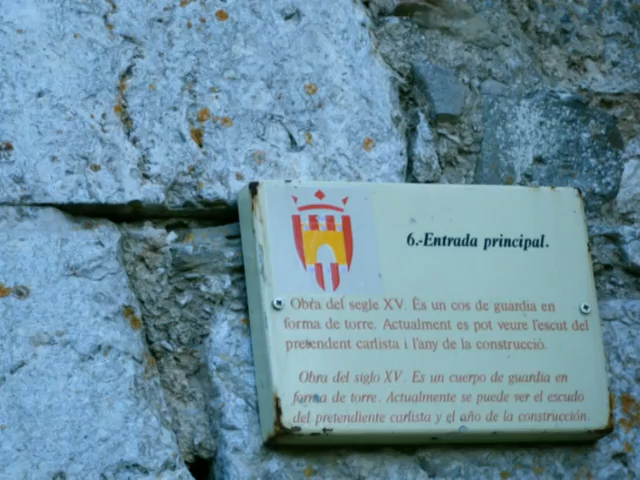 6.-Entrada principal.
Obra del segle XV. És un cos de guàrdia en
forma de torre. Actualment es pot veure l'escut del
pretendent carlista i l'any de la construcció.
Obra del siglo XV. Es un cuerpo de guardia en
forma de torre. Actualmente se puede ver el escudo
del pretendiente carlista y el año de la construcción.